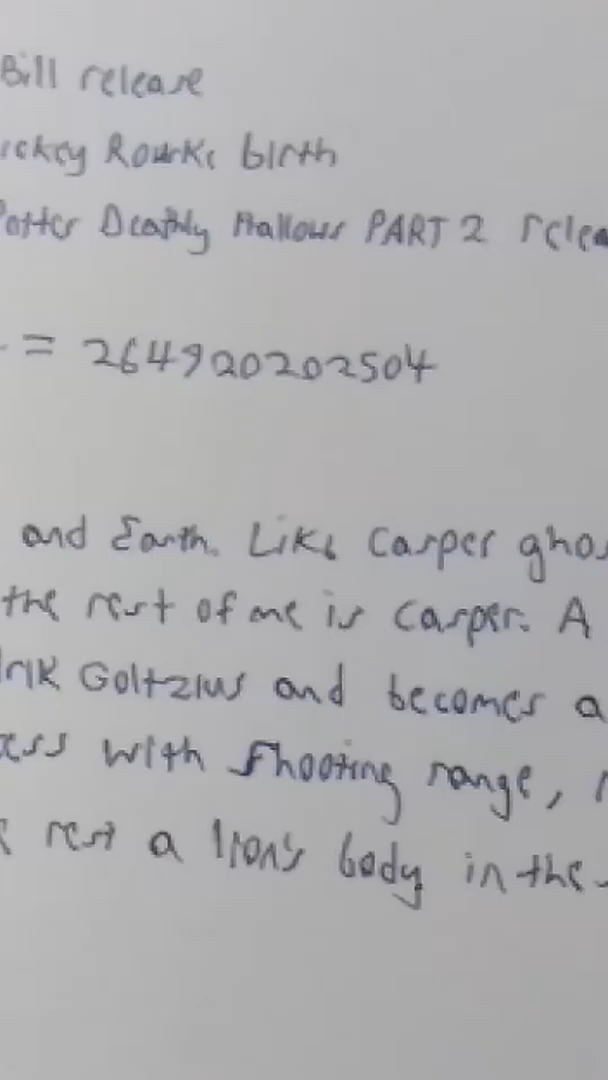 Bill release
ickey Rourke birth
Potter Deathly Hallows PART 2 relea
= 264920202504
and Earth. Like Casper ghos
the rest of me is Casper. A
drik Goltzius and becomes a
ess with shooting range,
rest a lion's body in the